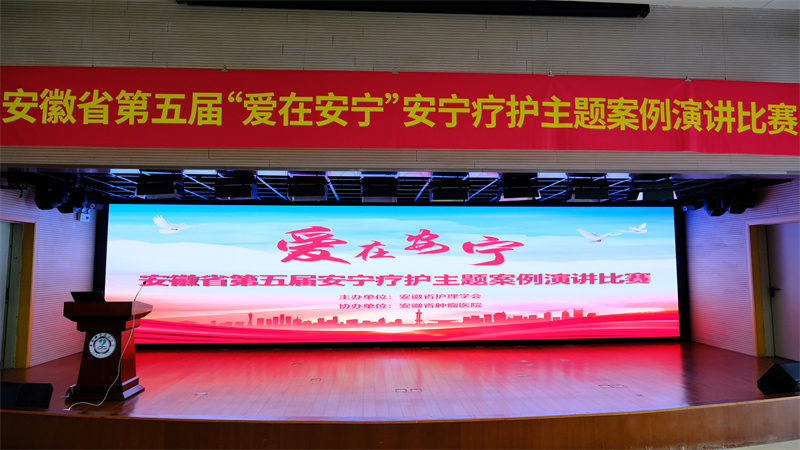 安徽省第五届“爱在安宁”安宁疗护主题案例演讲比赛
爱在安宁
安徽省第五届安宁疗护主题案例演讲比赛
主办单位：安徽省护理学会
协办单位：安徽省肿瘤医院